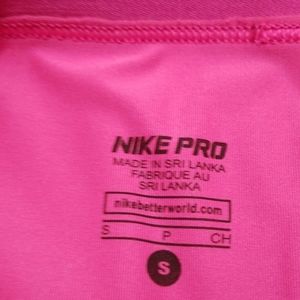 NIKE PRO
MADE IN SRI LANKA
FABRIQUE AU
SRI LANKA
nikebetterworld.com
S P CH
S